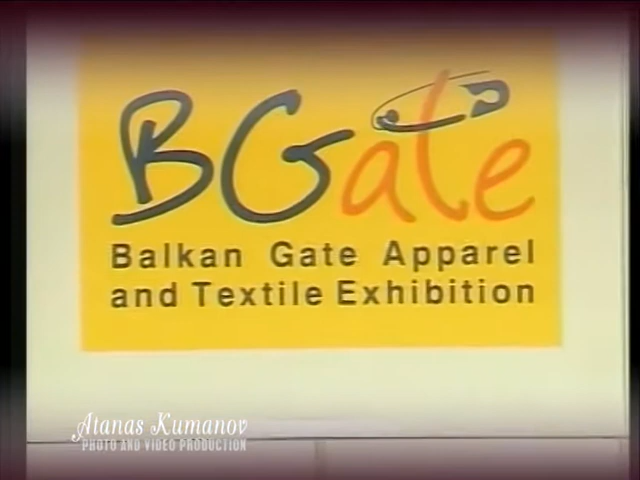 BGate
Balkan Gate Apparel
and Textile Exhibition
Atanas Kumanov
PHOTO AND VIDEO PRODUCTION